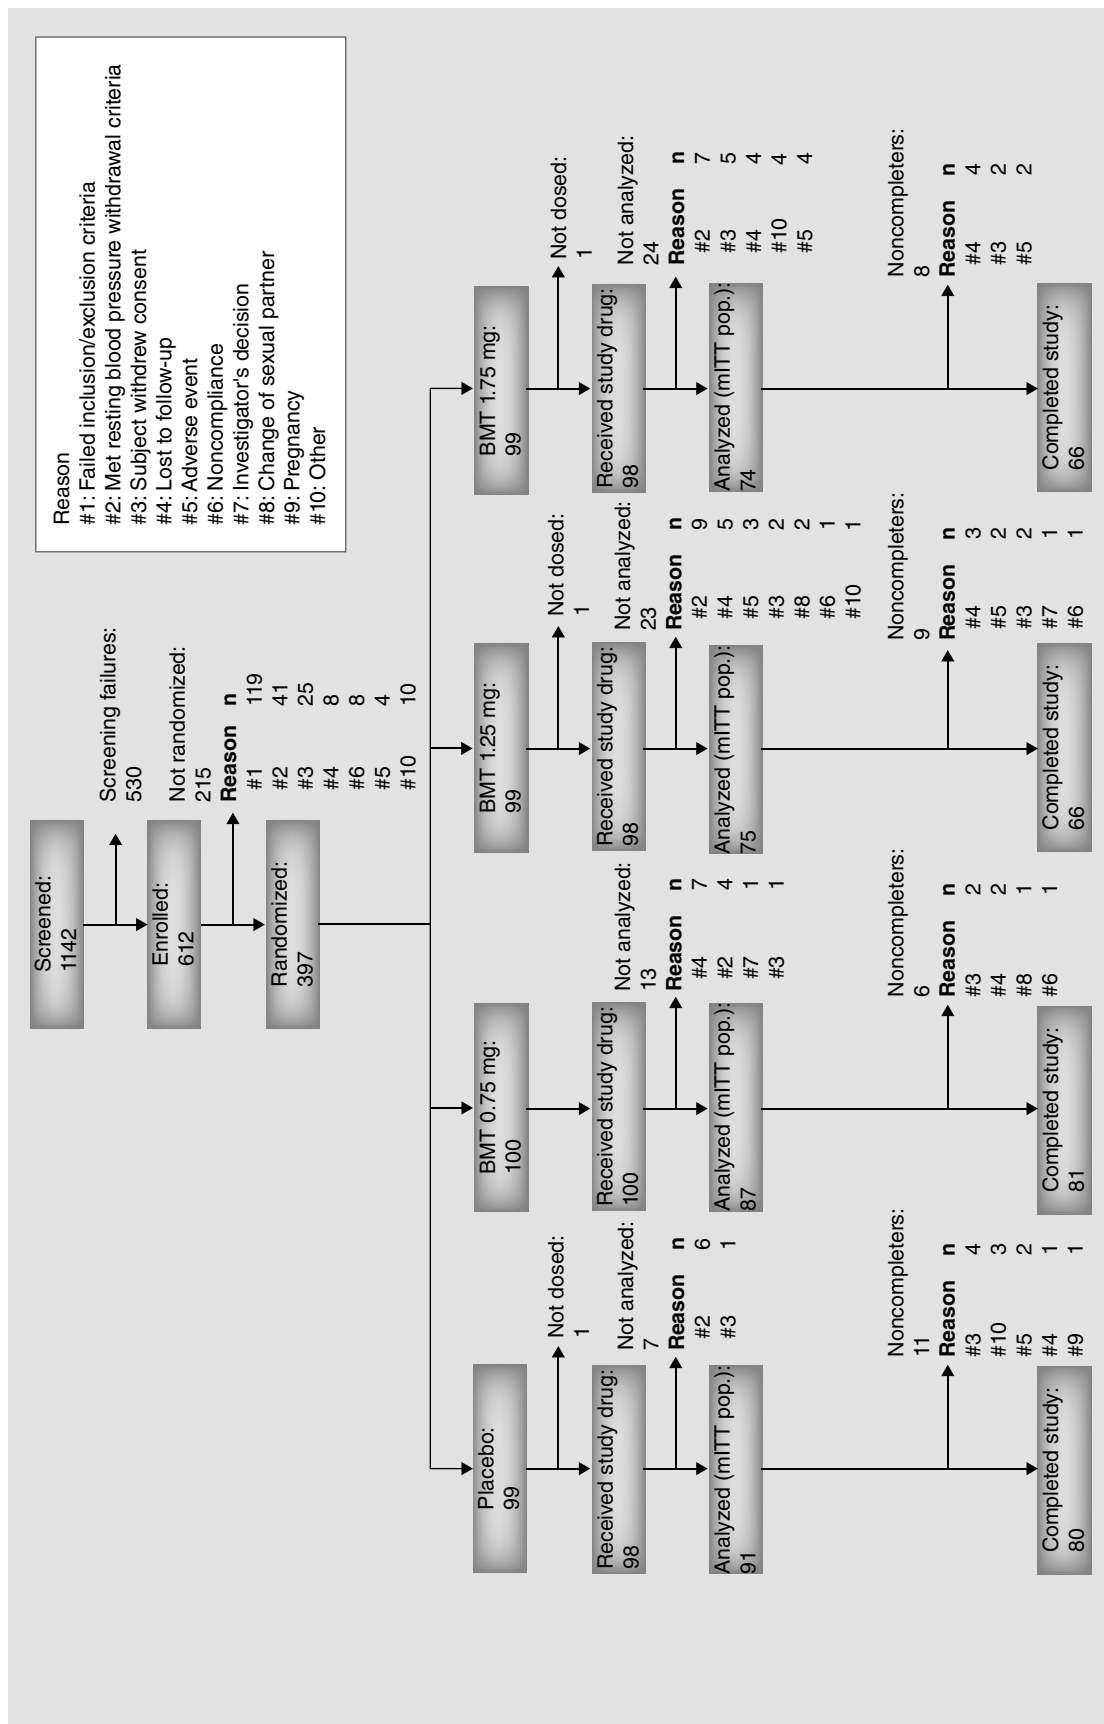 Screened:
1142
Screening failures:
530
Enrolled:
612
Not randomized:
215
Reason n
#1 119
#2 41
#3 25
#4 8
#6 8
#5 4
#10 10
Randomized:
397
Reason
#1: Failed inclusion/exclusion criteria
#2: Met resting blood pressure withdrawal criteria
#3: Subject withdrew consent
#4: Lost to follow-up
#5: Adverse event
#6: Noncompliance
#7: Investigator's decision
#8: Change of sexual partner
#9: Pregnancy
#10: Other
Placebo:
99
Not dosed:
1
Received study drug:
98
Not analyzed:
7
Reason n
#2 6
#3 1
Analyzed (mITT pop.):
91
Noncompleters:
11
Reason n
#3 4
#10 3
#5 2
#4 1
#9 1
Completed study:
80
BMT 0.75 mg:
100
Received study drug:
100
Not analyzed:
13
Reason n
#4 7
#2 4
#7 1
#3 1
Analyzed (mITT pop.):
87
Noncompleters:
6
Reason n
#3 2
#4 2
#8 1
#6 1
Completed study:
81
BMT 1.25 mg:
99
Not dosed:
1
Received study drug:
98
Not analyzed:
23
Reason n
#2 9
#4 5
#5 3
#3 2
#8 2
#6 1
#10 1
Analyzed (mITT pop.):
75
Noncompleters:
9
Reason n
#4 3
#5 2
#3 2
#7 1
#6 1
Completed study:
66
BMT 1.75 mg:
99
Not dosed:
1
Received study drug:
98
Not analyzed:
24
Reason n
#2 7
#3 5
#4 4
#10 4
#5 4
Analyzed (mITT pop.):
74
Noncompleters:
8
Reason n
#4 4
#3 2
#5 2
Completed study:
66